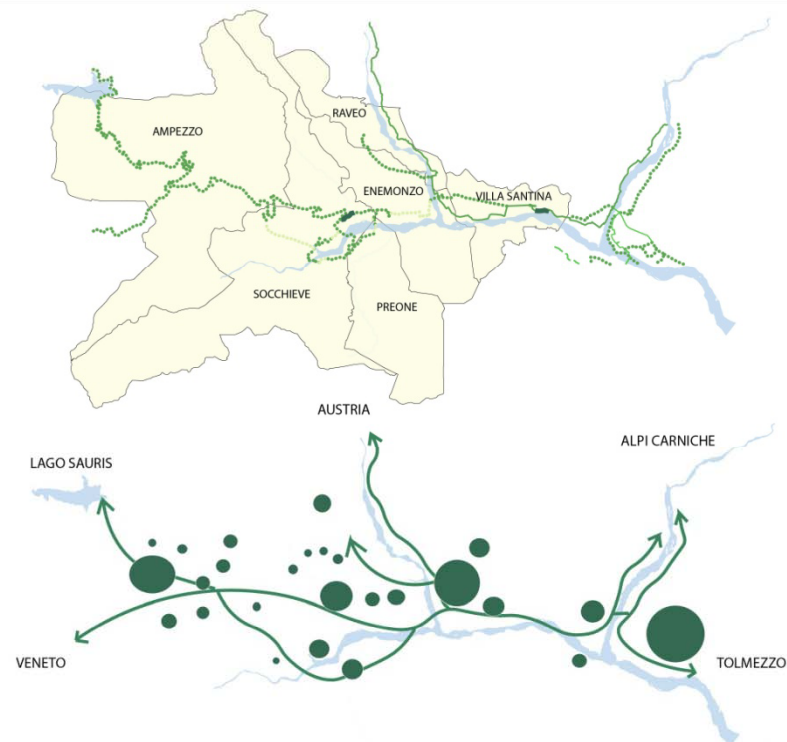 RAVEO
AMPEZZO
ENEMONZO
VILLA SANTINA
SOCCHIEVE
PREONE
AUSTRIA
ALPI CARNICHE
LAGO SAURIS
VENETO
TOLMEZZO